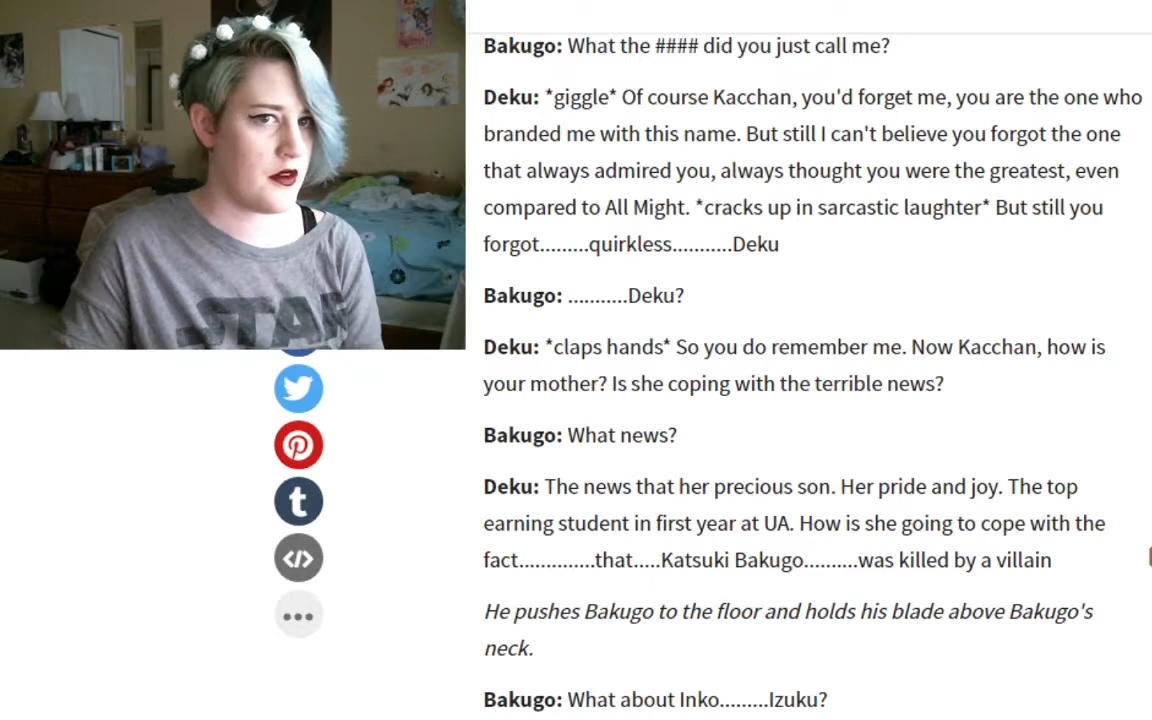 Bakugo: What the #### did you just call me?
Deku: *giggle* Of course Kacchan, you'd forget me, you are the one who
branded me with this name. But still I can't believe you forgot the one
that always admired you, always thought you were the greatest, even
compared to All Might. *cracks up in sarcastic laughter* But still you
forgot.........quirkless...........Deku
Bakugo: ...........Deku?
Deku: *claps hands* So you do remember me. Now Kacchan, how is
your mother? Is she coping with the terrible news?
Bakugo: What news?
Deku: The news that her precious son. Her pride and joy. The top
earning student in first year at UA. How is she going to cope with the
fact..............that.....Katsuki Bakugo..........was killed by a villain
He pushes Bakugo to the floor and holds his blade above Bakugo's
neck.
Bakugo: What about Inko.........Izuku?
STAR